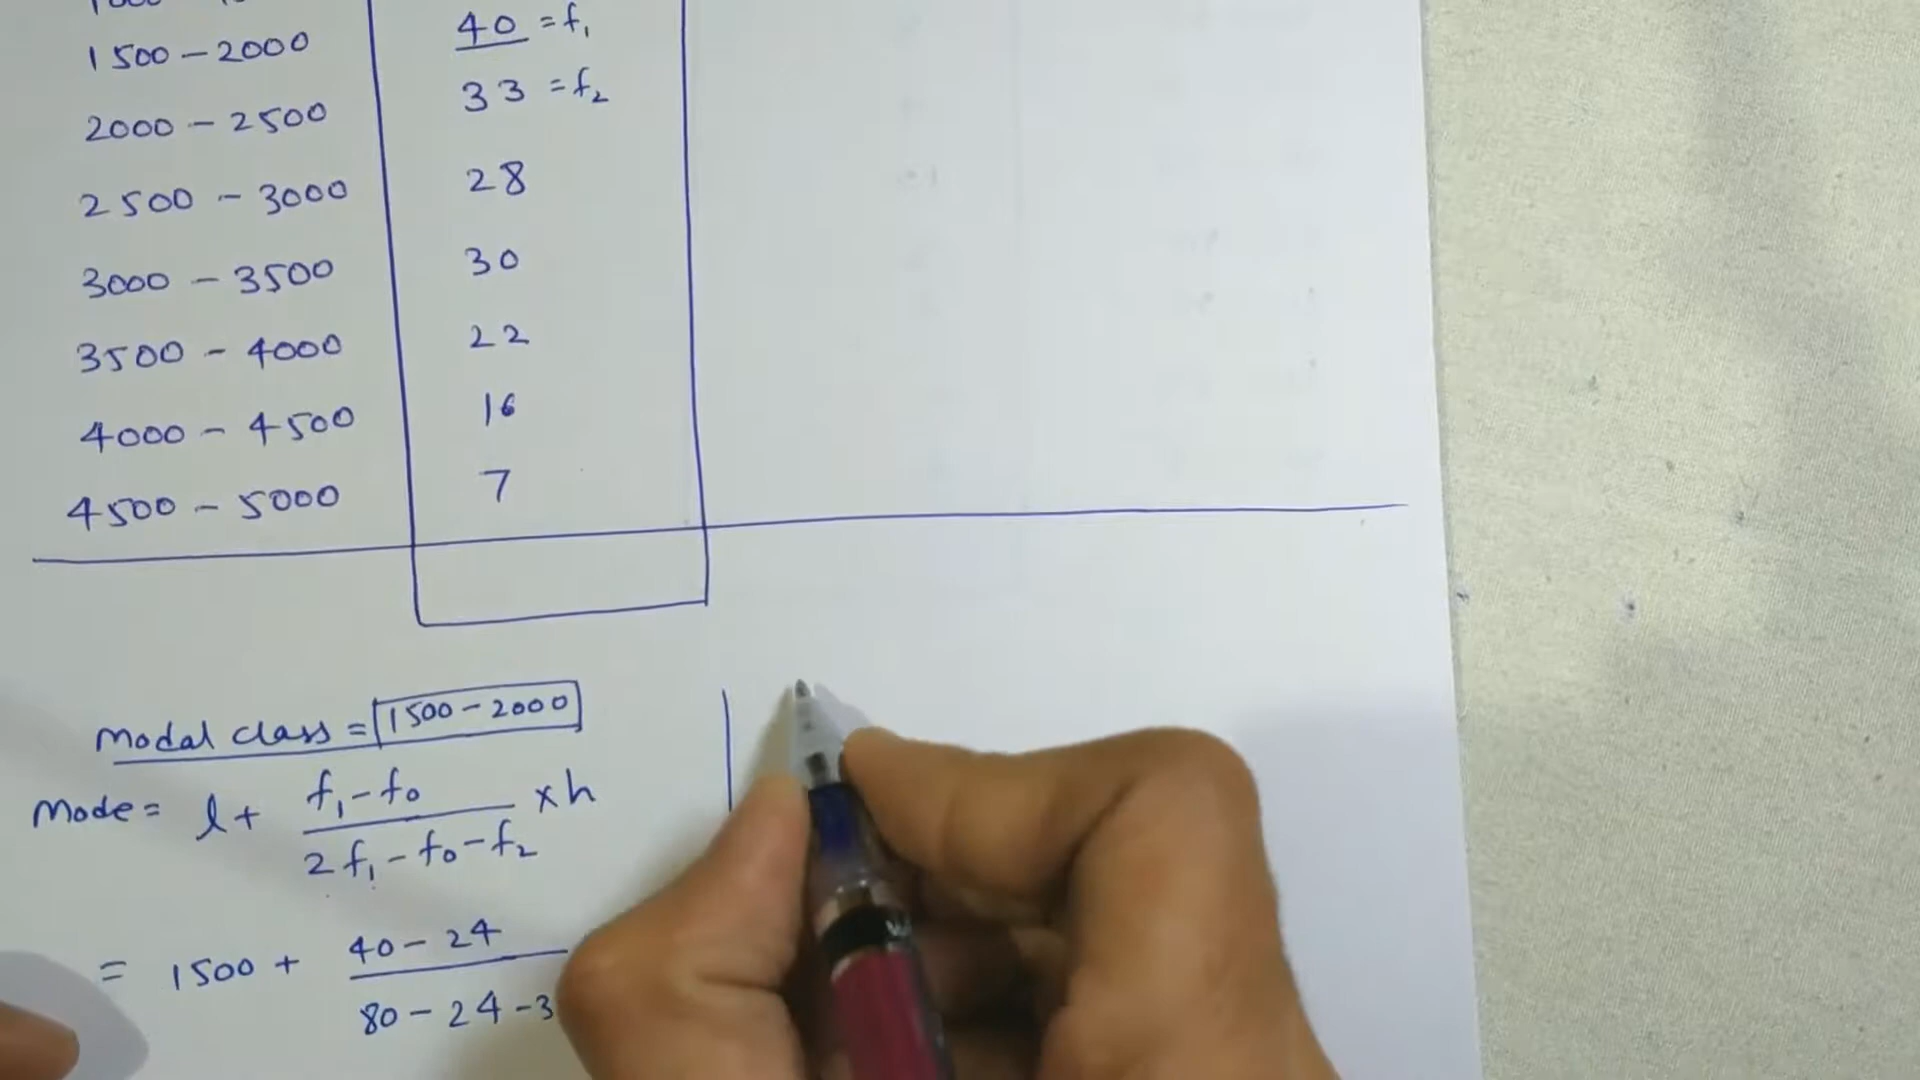 1500 - 2000 40 = f₁
2000 - 2500 33 = f₂
2500 - 3000 28
3000 - 3500 30
3500 - 4000 22
4000 - 4500 16
4500 - 5000 7
Modal class = 1500 - 2000
Mode = l + (f₁ - f₀) / (2f₁ - f₀ - f₂) × h
= 1500 + (40 - 24) / (80 - 24 - 3